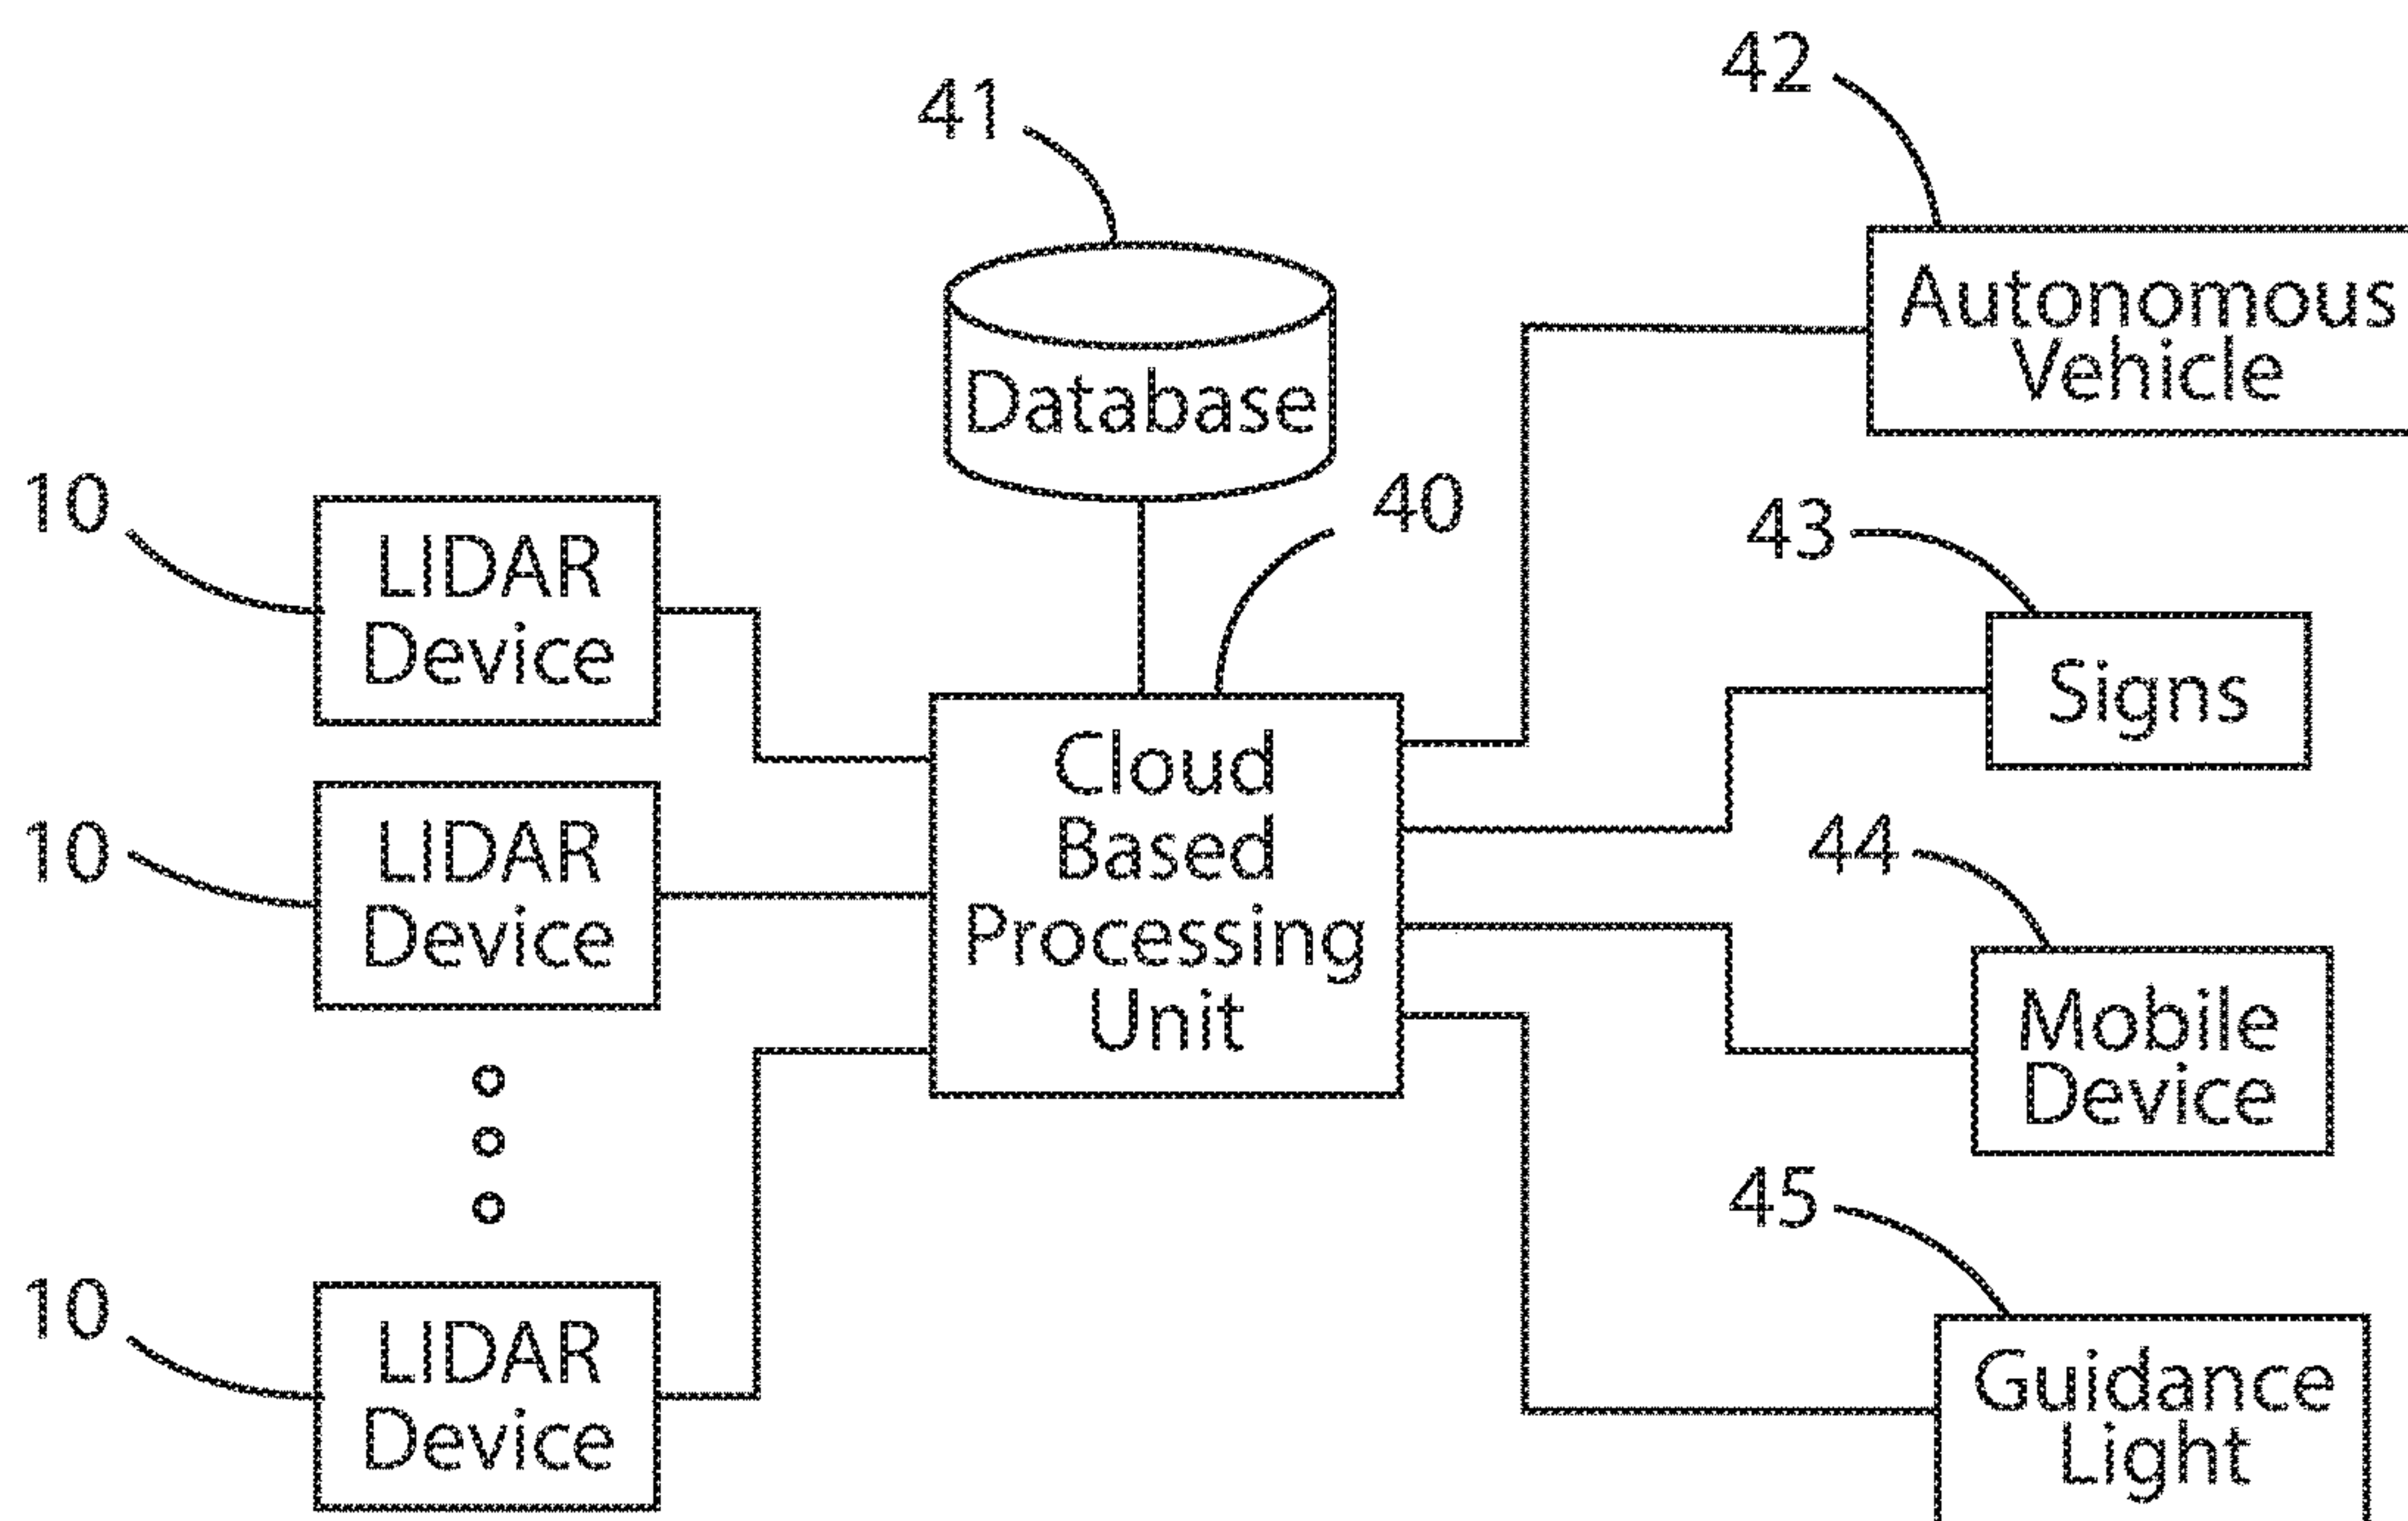 42
41
Autonomous
Vehicle
Database
10
LIDAR
Device
40
43
Signs
Cloud
Based
Processing
Unit
10
LIDAR
Device
44
Mobile
Device
45
10
LIDAR
Device
Guidance
Light